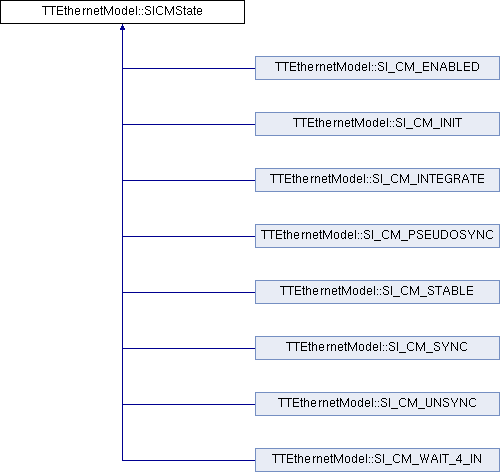 TTEthernetModel::SICMState
TTEthernetModel::SI_CM_ENABLED
TTEthernetModel::SI_CM_INIT
TTEthernetModel::SI_CM_INTEGRATE
TTEthernetModel::SI_CM_PSEUDOSYNC
TTEthernetModel::SI_CM_STABLE
TTEthernetModel::SI_CM_SYNC
TTEthernetModel::SI_CM_UNSYNC
TTEthernetModel::SI_CM_WAIT_4_IN